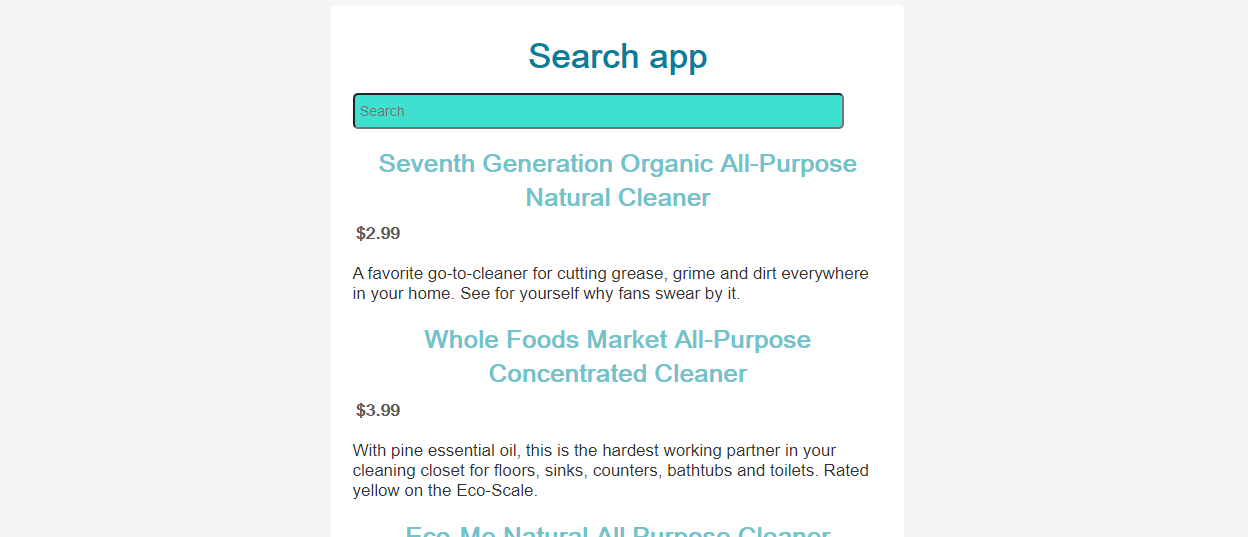 Search app
Search
Seventh Generation Organic All-Purpose
Natural Cleaner
$2.99
A favorite go-to-cleaner for cutting grease, grime and dirt everywhere
in your home. See for yourself why fans swear by it.
Whole Foods Market All-Purpose
Concentrated Cleaner
$3.99
With pine essential oil, this is the hardest working partner in your
cleaning closet for floors, sinks, counters, bathtubs and toilets. Rated
yellow on the Eco-Scale.
Eco-Me Natural All Purpose Cleaner